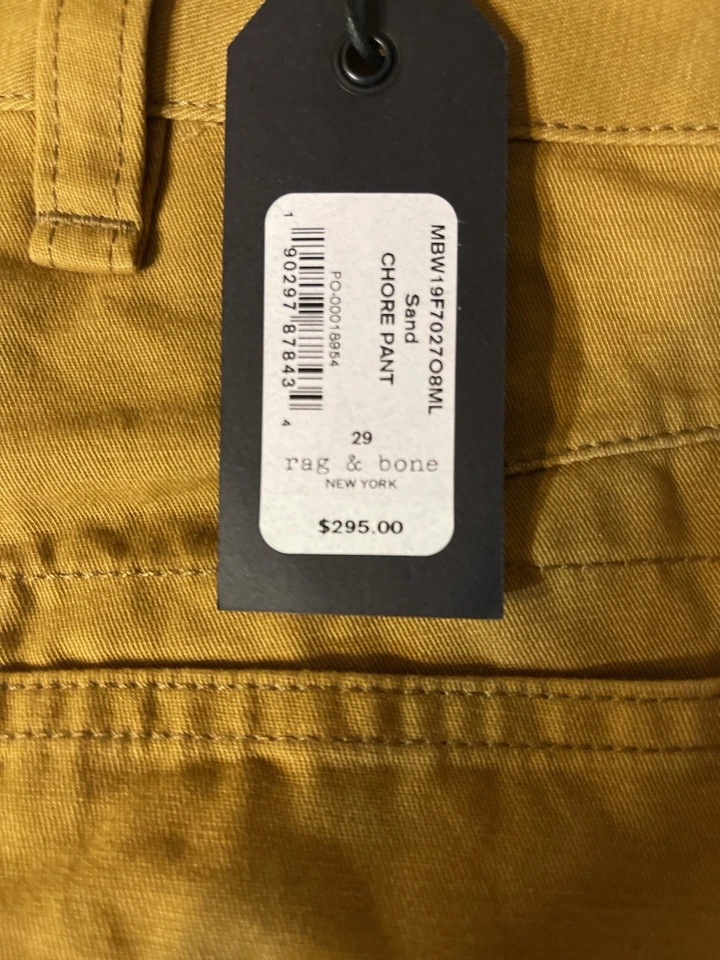 MBW19F7027O8ML
Sand
CHORE PANT
PO-00018954
1 90297 87843 4
29
rag & bone
NEW YORK
$295.00